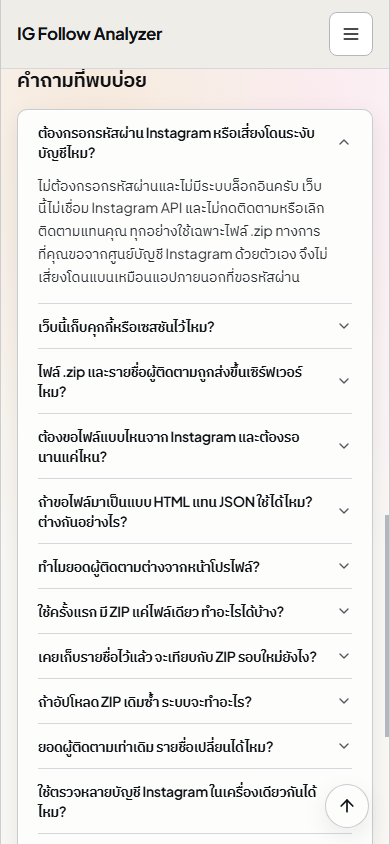 IG Follow Analyzer
คำถามที่พบบ่อย
ต้องกรอกรหัสผ่าน Instagram หรือเสี่ยงโดนระงับ
บัญชีไหม?
ไม่ต้องกรอกรหัสผ่านและไม่มีระบบล็อกอินครับ เว็บ
นี้ไม่เชื่อม Instagram API และไม่กดติดตามหรือเลิก
ติดตามแทนคุณ ทุกอย่างใช้เฉพาะไฟล์ .zip ทางการ
ที่คุณขอจากศูนย์บัญชี Instagram ด้วยตัวเอง จึงไม่
เสี่ยงโดนแบนเหมือนแอปภายนอกที่ขอรหัสผ่าน
เว็บนี้เก็บคุกกี้หรือเซสชันไว้ไหม?
ไฟล์ .zip และรายชื่อผู้ติดตามถูกส่งขึ้นเซิร์ฟเวอร์
ไหม?
ต้องขอไฟล์แบบไหนจาก Instagram และต้องรอ
นานแค่ไหน?
ถ้าขอไฟล์มาเป็นแบบ HTML แทน JSON ใช้ได้ไหม?
ต่างกันอย่างไร?
ทำไมยอดผู้ติดตามต่างจากหน้าโปรไฟล์?
ใช้ครั้งแรก มี ZIP แค่ไฟล์เดียว ทำอะไรได้บ้าง?
เคยเก็บรายชื่อไว้แล้ว จะเทียบกับ ZIP รอบใหม่ยังไง?
ถ้าอัปโหลด ZIP เดิมซ้ำ ระบบจะทำอะไร?
ยอดผู้ติดตามเท่าเดิม รายชื่อเปลี่ยนได้ไหม?
ใช้ตรวจหลายบัญชี Instagram ในเครื่องเดียวกันได้
ไหม?